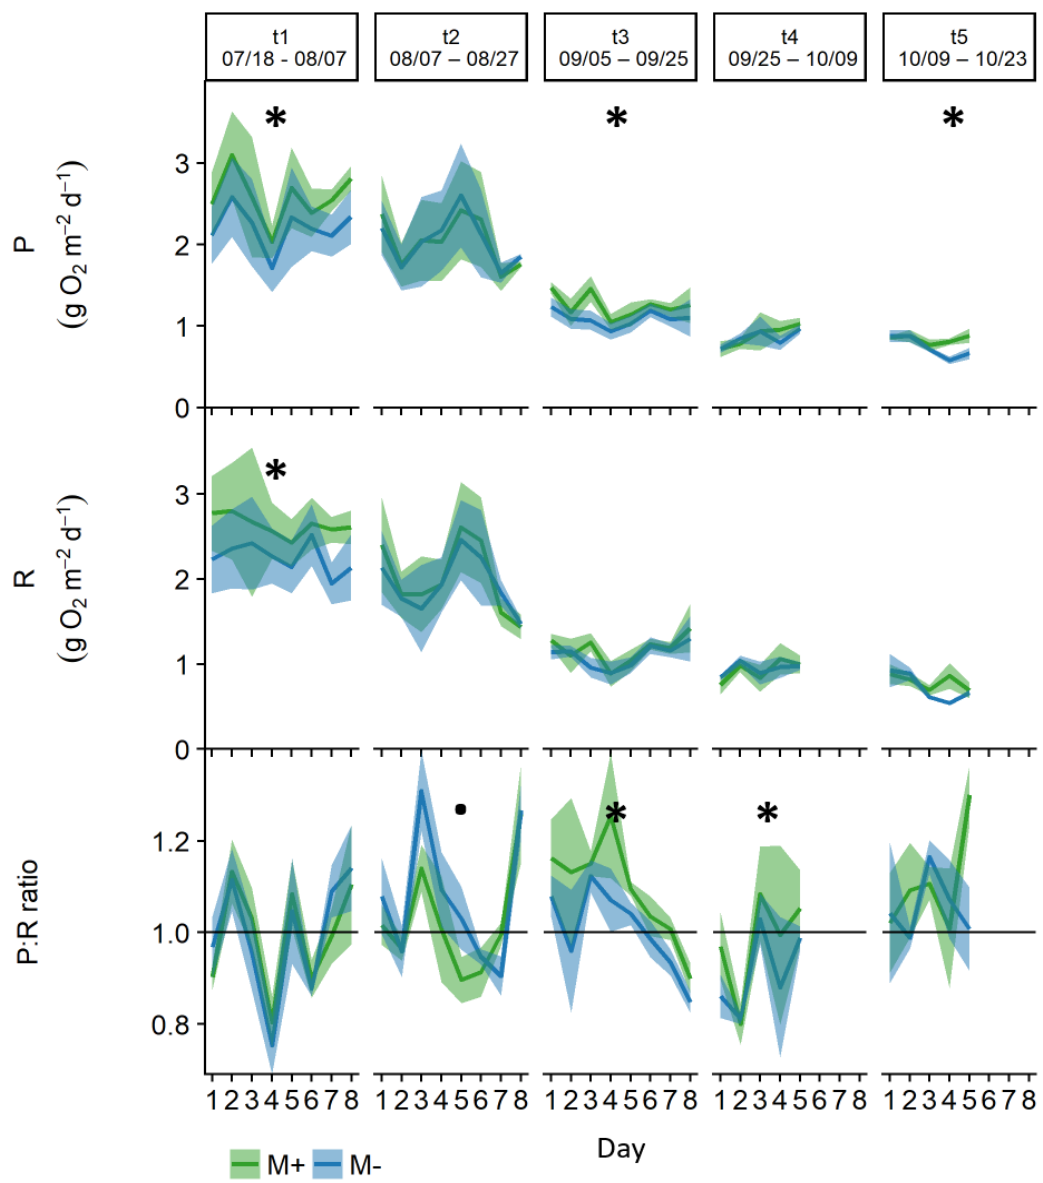 t1
07/18 - 08/07
t2
08/07 – 08/27
t3
09/05 – 09/25
t4
09/25 – 10/09
t5
10/09 – 10/23
*
*
*
P
(g O₂ m⁻² d⁻¹)
3
2
1
0
*
R
(g O₂ m⁻² d⁻¹)
3
2
1
0
•
*
*
P:R ratio
1.2
1.0
0.8
1 2 3 4 5 6 7 8
1 2 3 4 5 6 7 8
1 2 3 4 5 6 7 8
1 2 3 4 5 6 7 8
1 2 3 4 5 6 7 8
Day
M+
M-